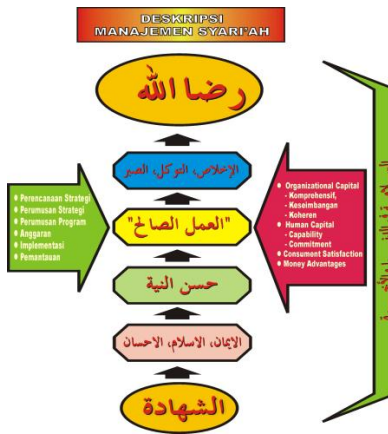 DESKRIPSI
MANAJEMEN SYARI'AH
رضا الله
الإخلاص، التوكل، الصبر
"العمل الصالح"
حسن النية
الايمان، الاسلام، الاحسان
الشهادة
Perencanaan Strategi
Perumusan Strategi
Perumusan Program
Anggaran
Implementasi
Pemantauan
Organizational Capital
- Komprehensif,
- Keseimbangan
- Koheren
Human Capital
- Capability
- Commitment
Consument Satisfaction
Money Advantages